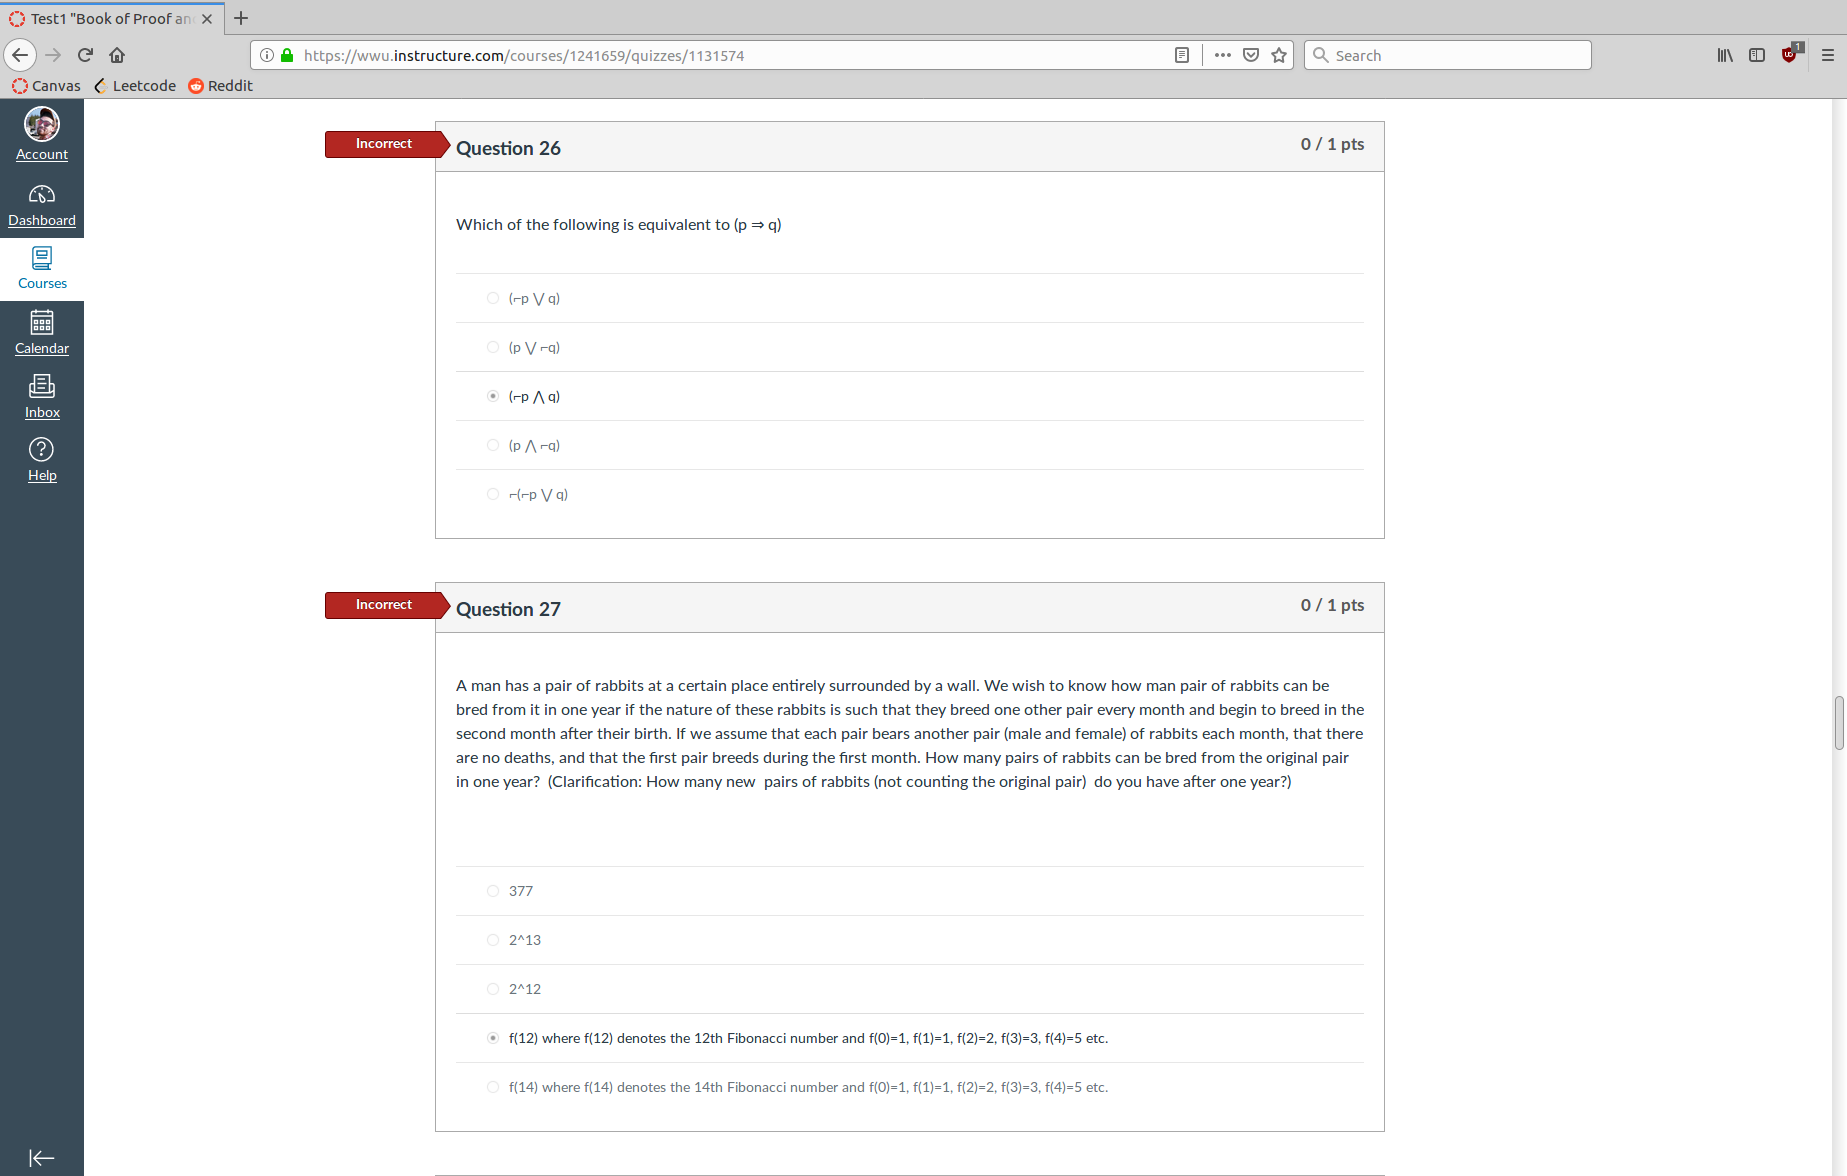 Test1 "Book of Proof an
https://wwu.instructure.com/courses/1241659/quizzes/1131574
Search
1
Canvas Leetcode Reddit
Account
Dashboard
Courses
Calendar
Inbox
Help
Incorrect
Question 26
0 / 1 pts
Which of the following is equivalent to (p ⇒ q)
(⌐p ⋁ q)
(p ⋁ ⌐q)
(⌐p ⋀ q)
(p ⋀ ⌐q)
⌐(⌐p ⋁ q)
Incorrect
Question 27
0 / 1 pts
A man has a pair of rabbits at a certain place entirely surrounded by a wall. We wish to know how man pair of rabbits can be
bred from it in one year if the nature of these rabbits is such that they breed one other pair every month and begin to breed in the
second month after their birth. If we assume that each pair bears another pair (male and female) of rabbits each month, that there
are no deaths, and that the first pair breeds during the first month. How many pairs of rabbits can be bred from the original pair
in one year? (Clarification: How many new pairs of rabbits (not counting the original pair) do you have after one year?)
377
2^13
2^12
f(12) where f(12) denotes the 12th Fibonacci number and f(0)=1, f(1)=1, f(2)=2, f(3)=3, f(4)=5 etc.
f(14) where f(14) denotes the 14th Fibonacci number and f(0)=1, f(1)=1, f(2)=2, f(3)=3, f(4)=5 etc.